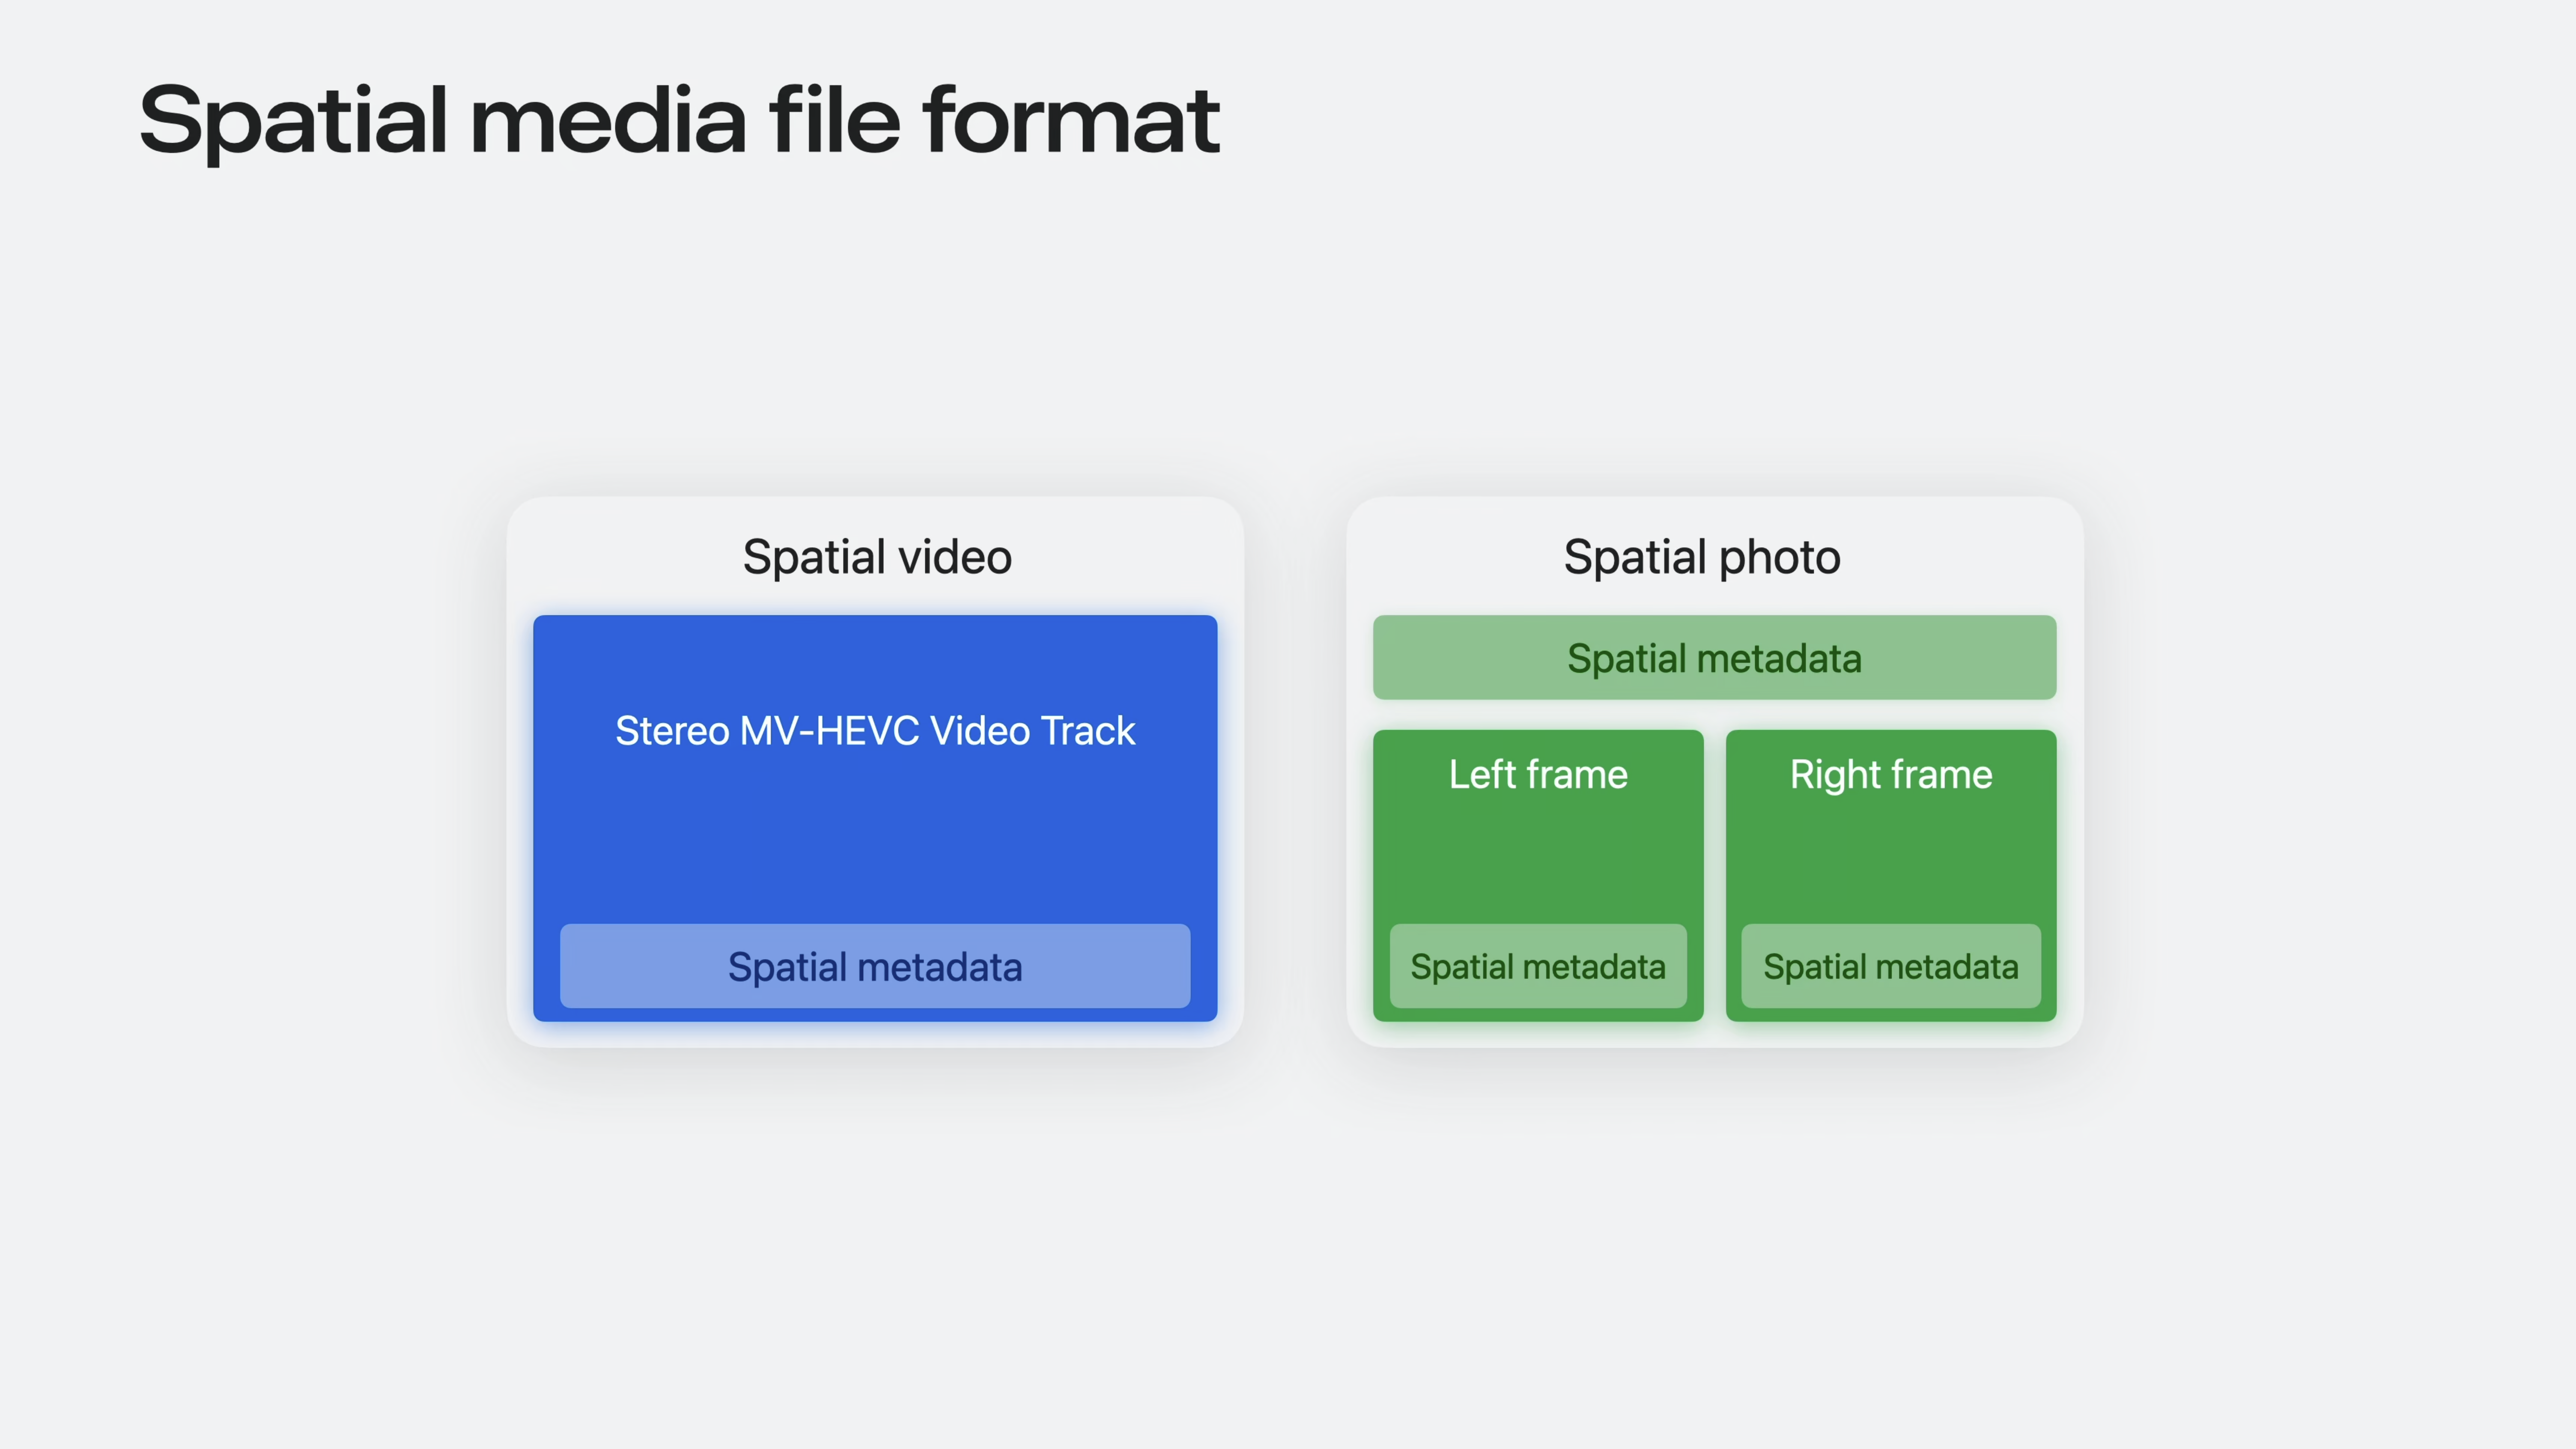 Spatial media file format
Spatial video
Stereo MV-HEVC Video Track
Spatial metadata
Spatial photo
Spatial metadata
Left frame
Right frame
Spatial metadata
Spatial metadata